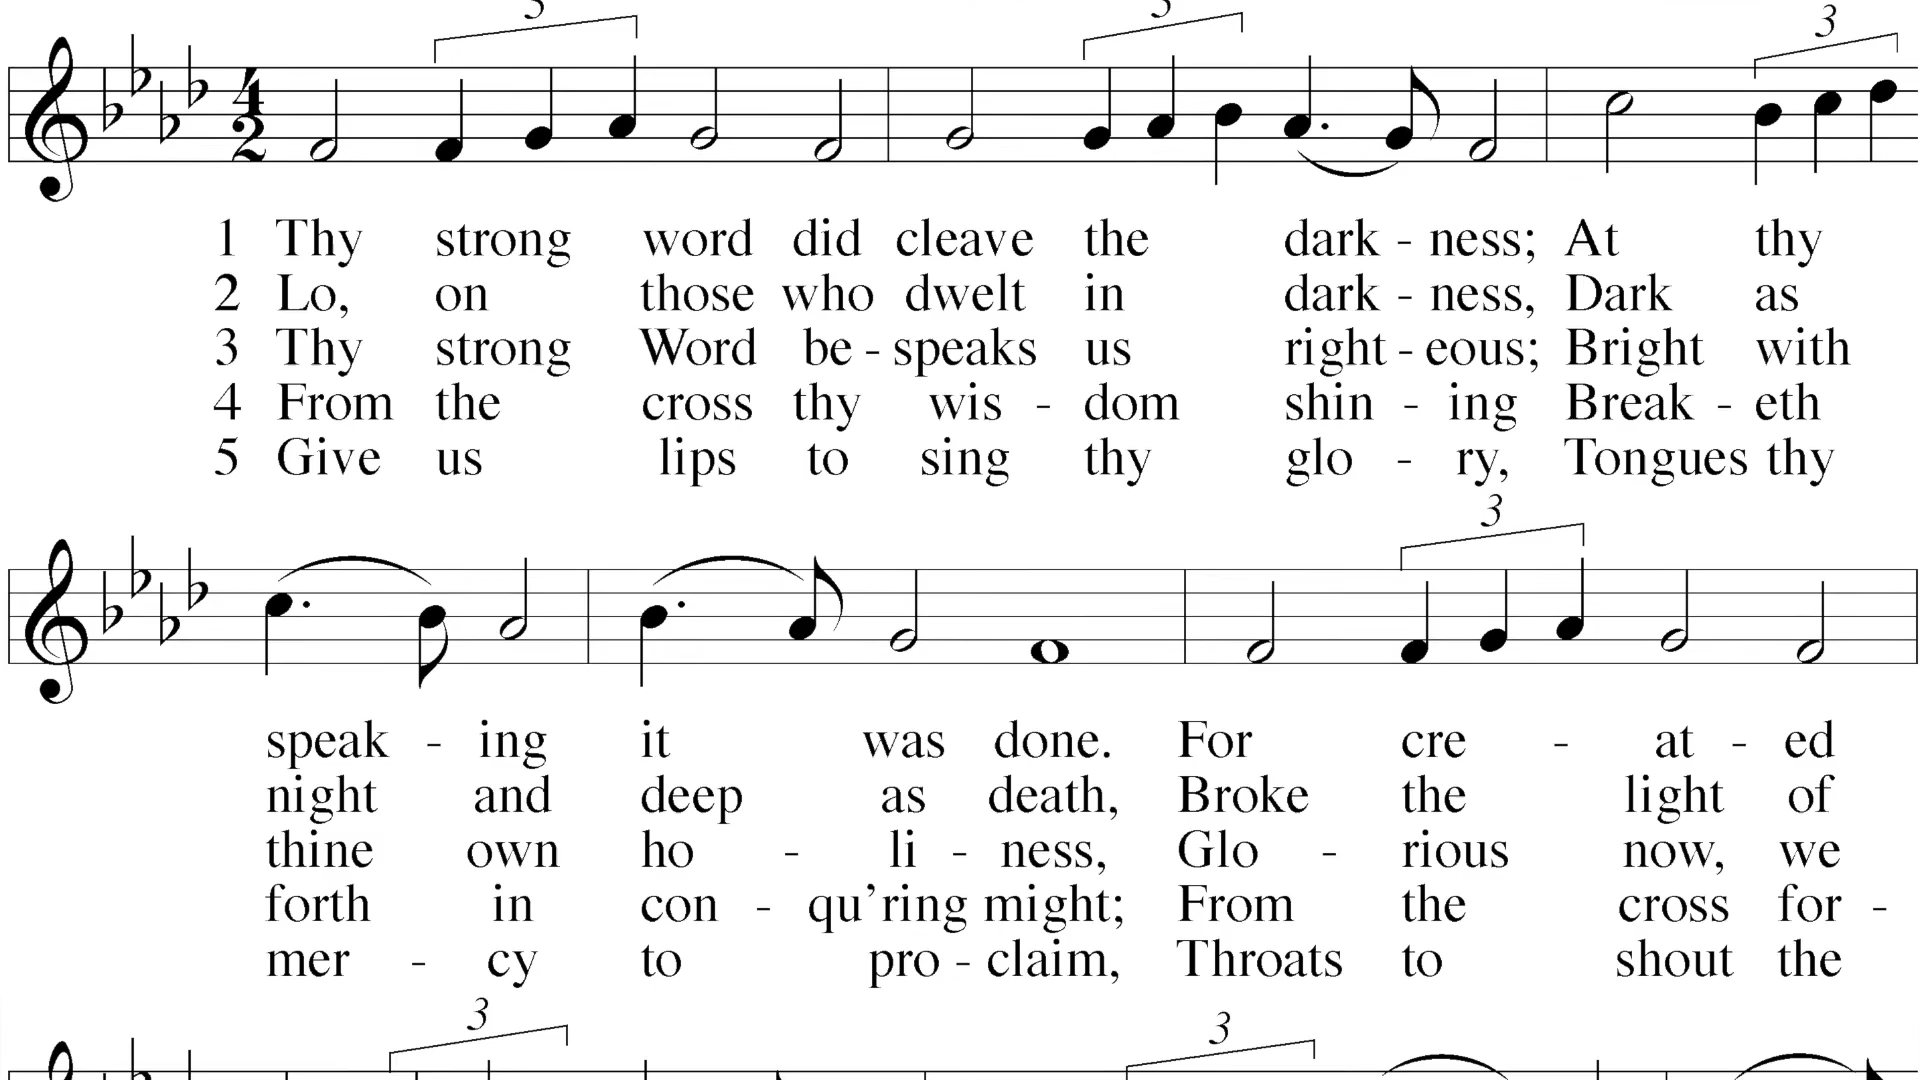 3 3 3
4
2
1 Thy strong word did cleave the dark - ness; At thy
2 Lo, on those who dwelt in dark - ness, Dark as
3 Thy strong Word be - speaks us right - eous; Bright with
4 From the cross thy wis - dom shin - ing Break - eth
5 Give us lips to sing thy glo - ry, Tongues thy
3
speak - ing it was done. For cre - at - ed
night and deep as death, Broke the light of
thine own ho - li - ness, Glo - rious now, we
forth in con - qu’ring might; From the cross for -
mer - cy to pro - claim, Throats to shout the
3 3